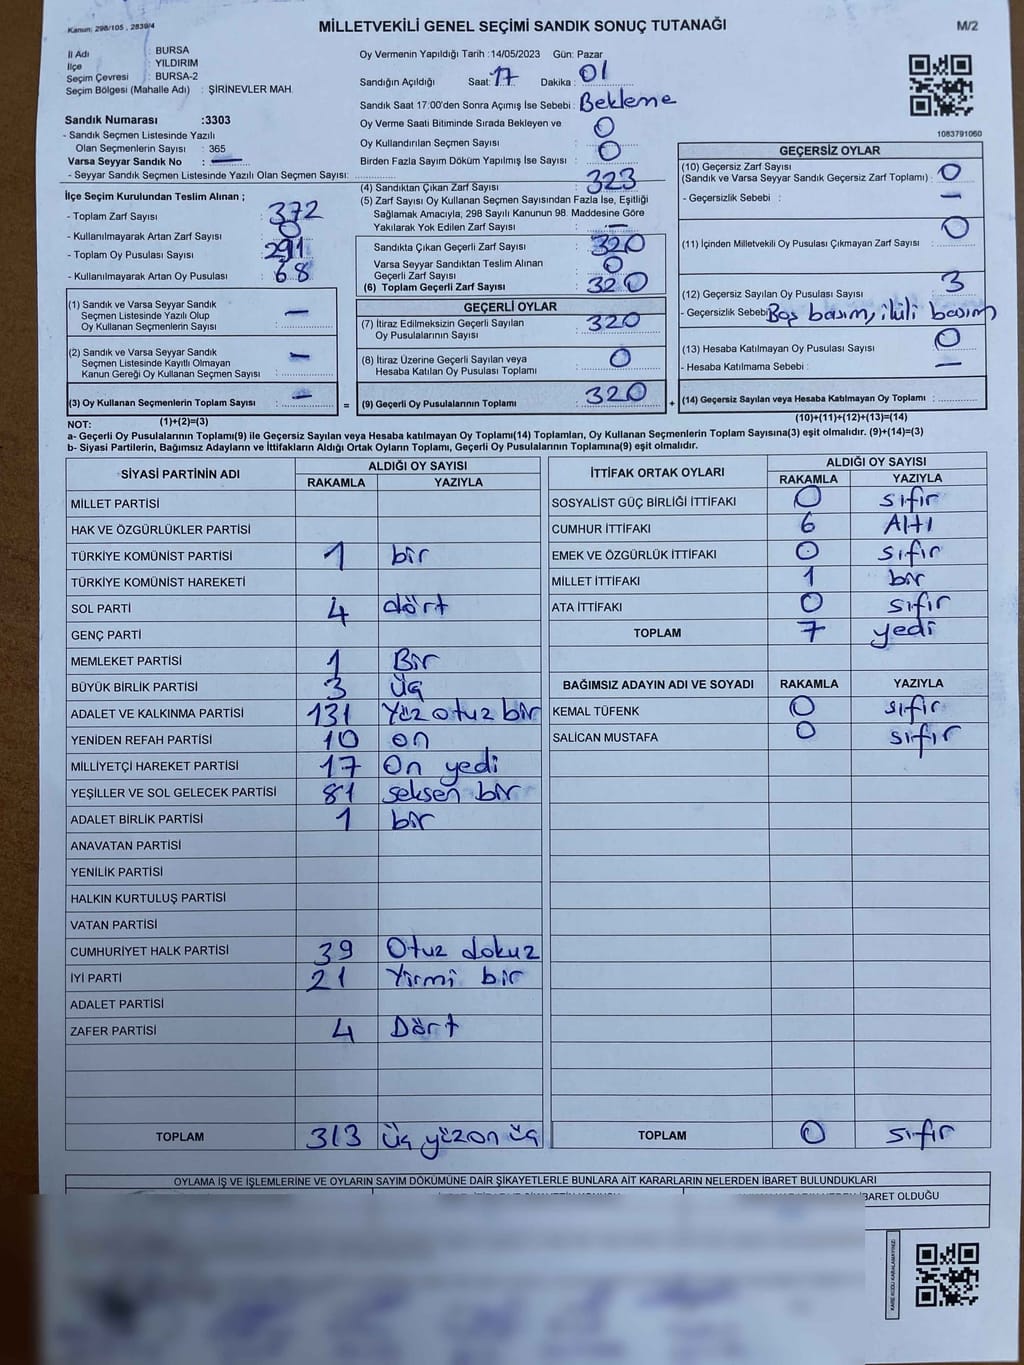 Kanun: 298/105 , 2839/4
MİLLETVEKİLİ GENEL SEÇİMİ SANDIK SONUÇ TUTANAĞI
M/2
İl Adı : BURSA
İlçe : YILDIRIM
Seçim Çevresi : BURSA-2
Seçim Bölgesi (Mahalle Adı) : ŞİRİNEVLER MAH.
Sandık Numarası :3303
- Sandık Seçmen Listesinde Yazılı
Olan Seçmenlerin Sayısı : 365
Varsa Seyyar Sandık No : —
- Seyyar Sandık Seçmen Listesinde Yazılı Olan Seçmen Sayısı:
Oy Vermenin Yapıldığı Tarih :14/05/2023 Gün: Pazar
Sandığın Açıldığı Saat: 17 Dakika : 01
Sandık Saat 17:00'den Sonra Açımış İse Sebebi : Bekleme
Oy Verme Saati Bitiminde Sırada Bekleyen ve
Oy Kullandırılan Seçmen Sayısı : 0
Birden Fazla Sayım Döküm Yapılmış İse Sayısı : 0
1083791060
İlçe Seçim Kurulundan Teslim Alınan ;
- Toplam Zarf Sayısı : 372
- Kullanılmayarak Artan Zarf Sayısı : 0
- Toplam Oy Pusulası Sayısı : 291
- Kullanılmayarak Artan Oy Pusulası : 68
(4) Sandıktan Çıkan Zarf Sayısı : 323
(5) Zarf Sayısı Oy Kullanan Seçmen Sayısından Fazla İse, Eşitliği
Sağlamak Amacıyla, 298 Sayılı Kanunun 98. Maddesine Göre
Yakılarak Yok Edilen Zarf Sayısı : —
Sandıkta Çıkan Geçerli Zarf Sayısı : 320
Varsa Seyyar Sandıktan Teslim Alınan
Geçerli Zarf Sayısı : 0
(6) Toplam Geçerli Zarf Sayısı : 320
GEÇERSİZ OYLAR
(10) Geçersiz Zarf Sayısı
(Sandık ve Varsa Seyyar Sandık Geçersiz Zarf Toplamı) : 0
- Geçersizlik Sebebi : —
(11) İçinden Milletvekili Oy Pusulası Çıkmayan Zarf Sayısı : 0
(12) Geçersiz Sayılan Oy Pusulası Sayısı : 3
- Geçersizlik Sebebi Boş basım, ikili basım
(13) Hesaba Katılmayan Oy Pusulası Sayısı : 0
- Hesaba Katılmama Sebebi : —
(14) Geçersiz Sayılan veya Hesaba Katılmayan Oy Toplamı :
(10)+(11)+(12)+(13)=(14)
(1) Sandık ve Varsa Seyyar Sandık
Seçmen Listesinde Yazılı Olup
Oy Kullanan Seçmenlerin Sayısı : —
(2) Sandık ve Varsa Seyyar Sandık
Seçmen Listesinde Kayıtlı Olmayan
Kanun Gereği Oy Kullanan Seçmen Sayısı : —
(3) Oy Kullanan Seçmenlerin Toplam Sayısı : — =
(1)+(2)=(3)
GEÇERLİ OYLAR
(7) İtiraz Edilmeksizin Geçerli Sayılan
Oy Pusulalarının Sayısı : 320
(8) İtiraz Üzerine Geçerli Sayılan veya
Hesaba Katılan Oy Pusulası Toplamı : 0
(9) Geçerli Oy Pusulalarının Toplamı : 320 +
NOT:
a- Geçerli Oy Pusulalarının Toplamı(9) ile Geçersiz Sayılan veya Hesaba katılmayan Oy Toplamı(14) Toplamları, Oy Kullanan Seçmenlerin Toplam Sayısına(3) eşit olmalıdır. (9)+(14)=(3)
b- Siyasi Partilerin, Bağımsız Adayların ve İttifakların Aldığı Ortak Oyların Toplamı, Geçerli Oy Pusulalarının Toplamına(9) eşit olmalıdır.
SİYASİ PARTİNİN ADI ALDIĞI OY SAYISI
RAKAMLA YAZIYLA
MİLLET PARTİSİ
HAK VE ÖZGÜRLÜKLER PARTİSİ
TÜRKİYE KOMÜNİST PARTİSİ 1 bir
TÜRKİYE KOMÜNİST HAREKETİ
SOL PARTİ 4 dört
GENÇ PARTİ
MEMLEKET PARTİSİ 1 Bir
BÜYÜK BİRLİK PARTİSİ 3 üç
ADALET VE KALKINMA PARTİSİ 131 Yüz otuz bir
YENİDEN REFAH PARTİSİ 10 on
MİLLİYETÇİ HAREKET PARTİSİ 17 On yedi
YEŞİLLER VE SOL GELECEK PARTİSİ 81 seksen bir
ADALET BİRLİK PARTİSİ 1 bir
ANAVATAN PARTİSİ
YENİLİK PARTİSİ
HALKIN KURTULUŞ PARTİSİ
VATAN PARTİSİ
CUMHURİYET HALK PARTİSİ 39 Otuz dokuz
İYİ PARTİ 21 Yirmi bir
ADALET PARTİSİ
ZAFER PARTİSİ 4 Dört
TOPLAM 313 üç yüz on üç
İTTİFAK ORTAK OYLARI ALDIĞI OY SAYISI
RAKAMLA YAZIYLA
SOSYALİST GÜÇ BİRLİĞİ İTTİFAKI 0 sıfır
CUMHUR İTTİFAKI 6 Altı
EMEK VE ÖZGÜRLÜK İTTİFAKI 0 sıfır
MİLLET İTTİFAKI 1 bir
ATA İTTİFAKI 0 sıfır
TOPLAM 7 yedi
BAĞIMSIZ ADAYIN ADI VE SOYADI RAKAMLA YAZIYLA
KEMAL TÜFENK 0 sıfır
SALİCAN MUSTAFA 0 sıfır
TOPLAM 0 sıfır
OYLAMA İŞ VE İŞLEMLERİNE VE OYLARIN SAYIM DÖKÜMÜNE DAİR ŞİKAYETLERLE BUNLARA AİT KARARLARIN NELERDEN İBARET BULUNDUKLARI
İBARET OLDUĞU
KARE KODU KARALAMAYINIZ!